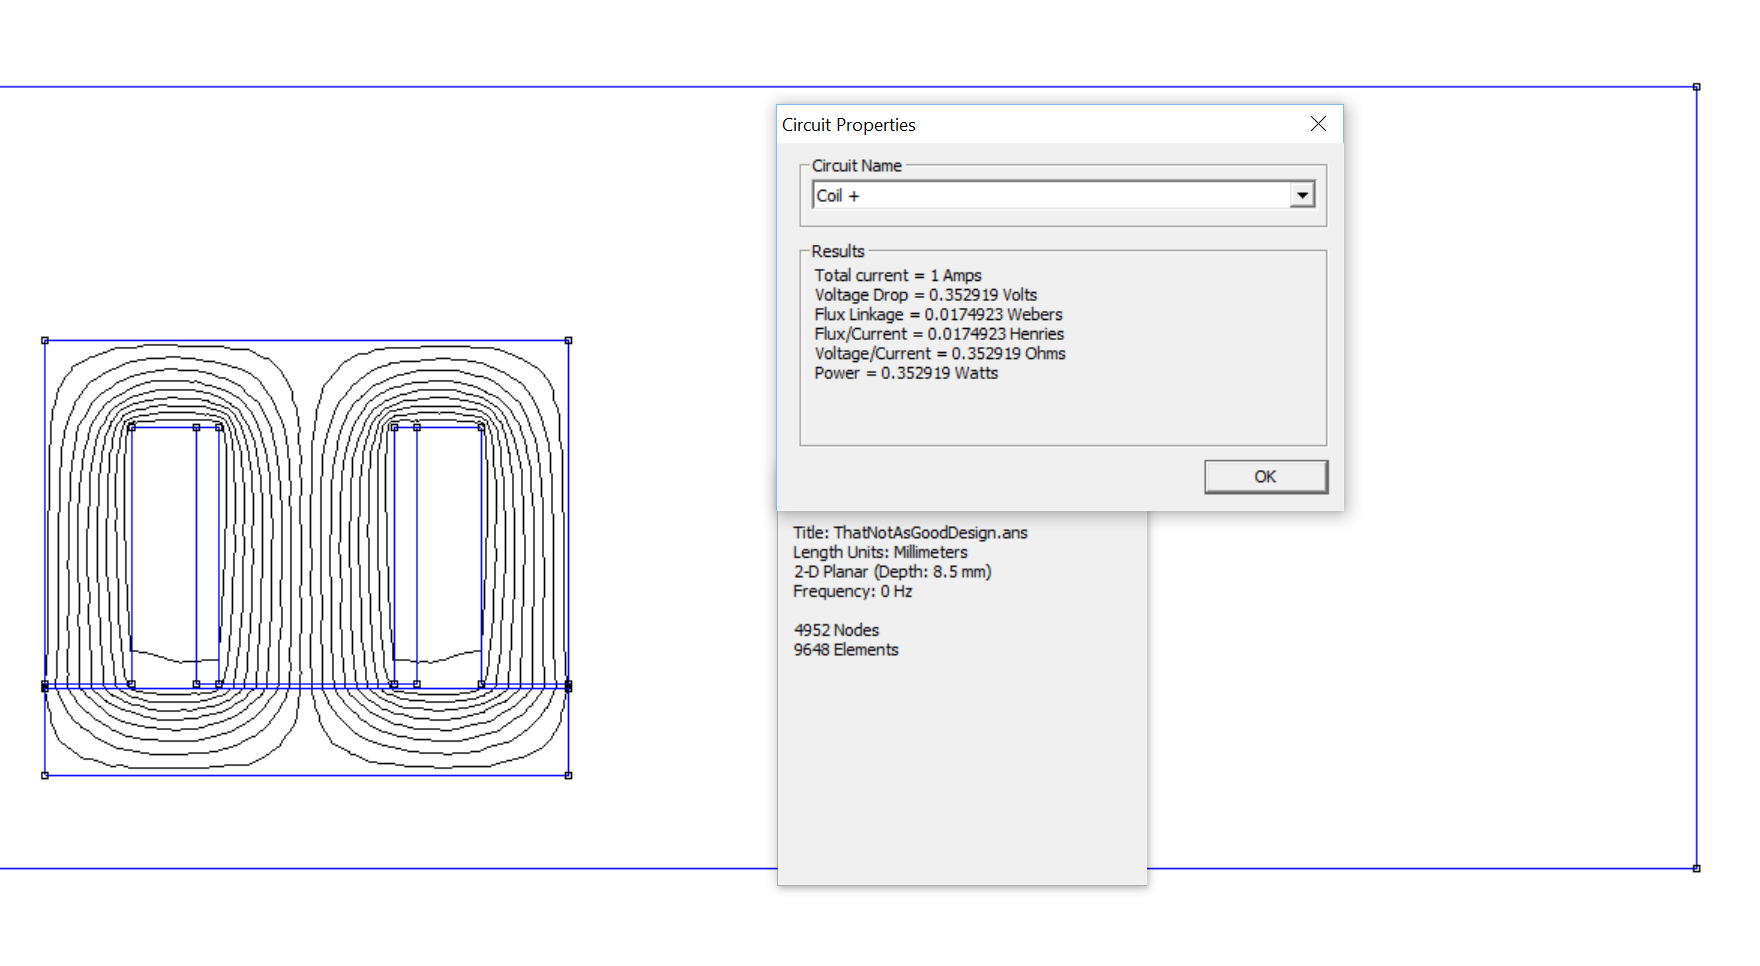 Circuit Properties
Circuit Name
Coil +
Results
Total current = 1 Amps
Voltage Drop = 0.352919 Volts
Flux Linkage = 0.0174923 Webers
Flux/Current = 0.0174923 Henries
Voltage/Current = 0.352919 Ohms
Power = 0.352919 Watts
OK
Title: ThatNotAsGoodDesign.ans
Length Units: Millimeters
2-D Planar (Depth: 8.5 mm)
Frequency: 0 Hz
4952 Nodes
9648 Elements